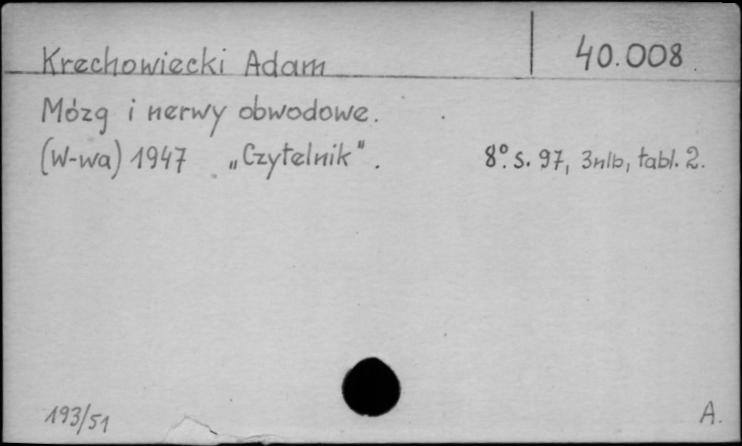 Krechowiecki Adam 40.008
Mózg i nerwy obwodowe.
(W-wa) 1947 „Czytelnik". 8° s. 97, 3nlb, tabl. 2.
193/51 A.